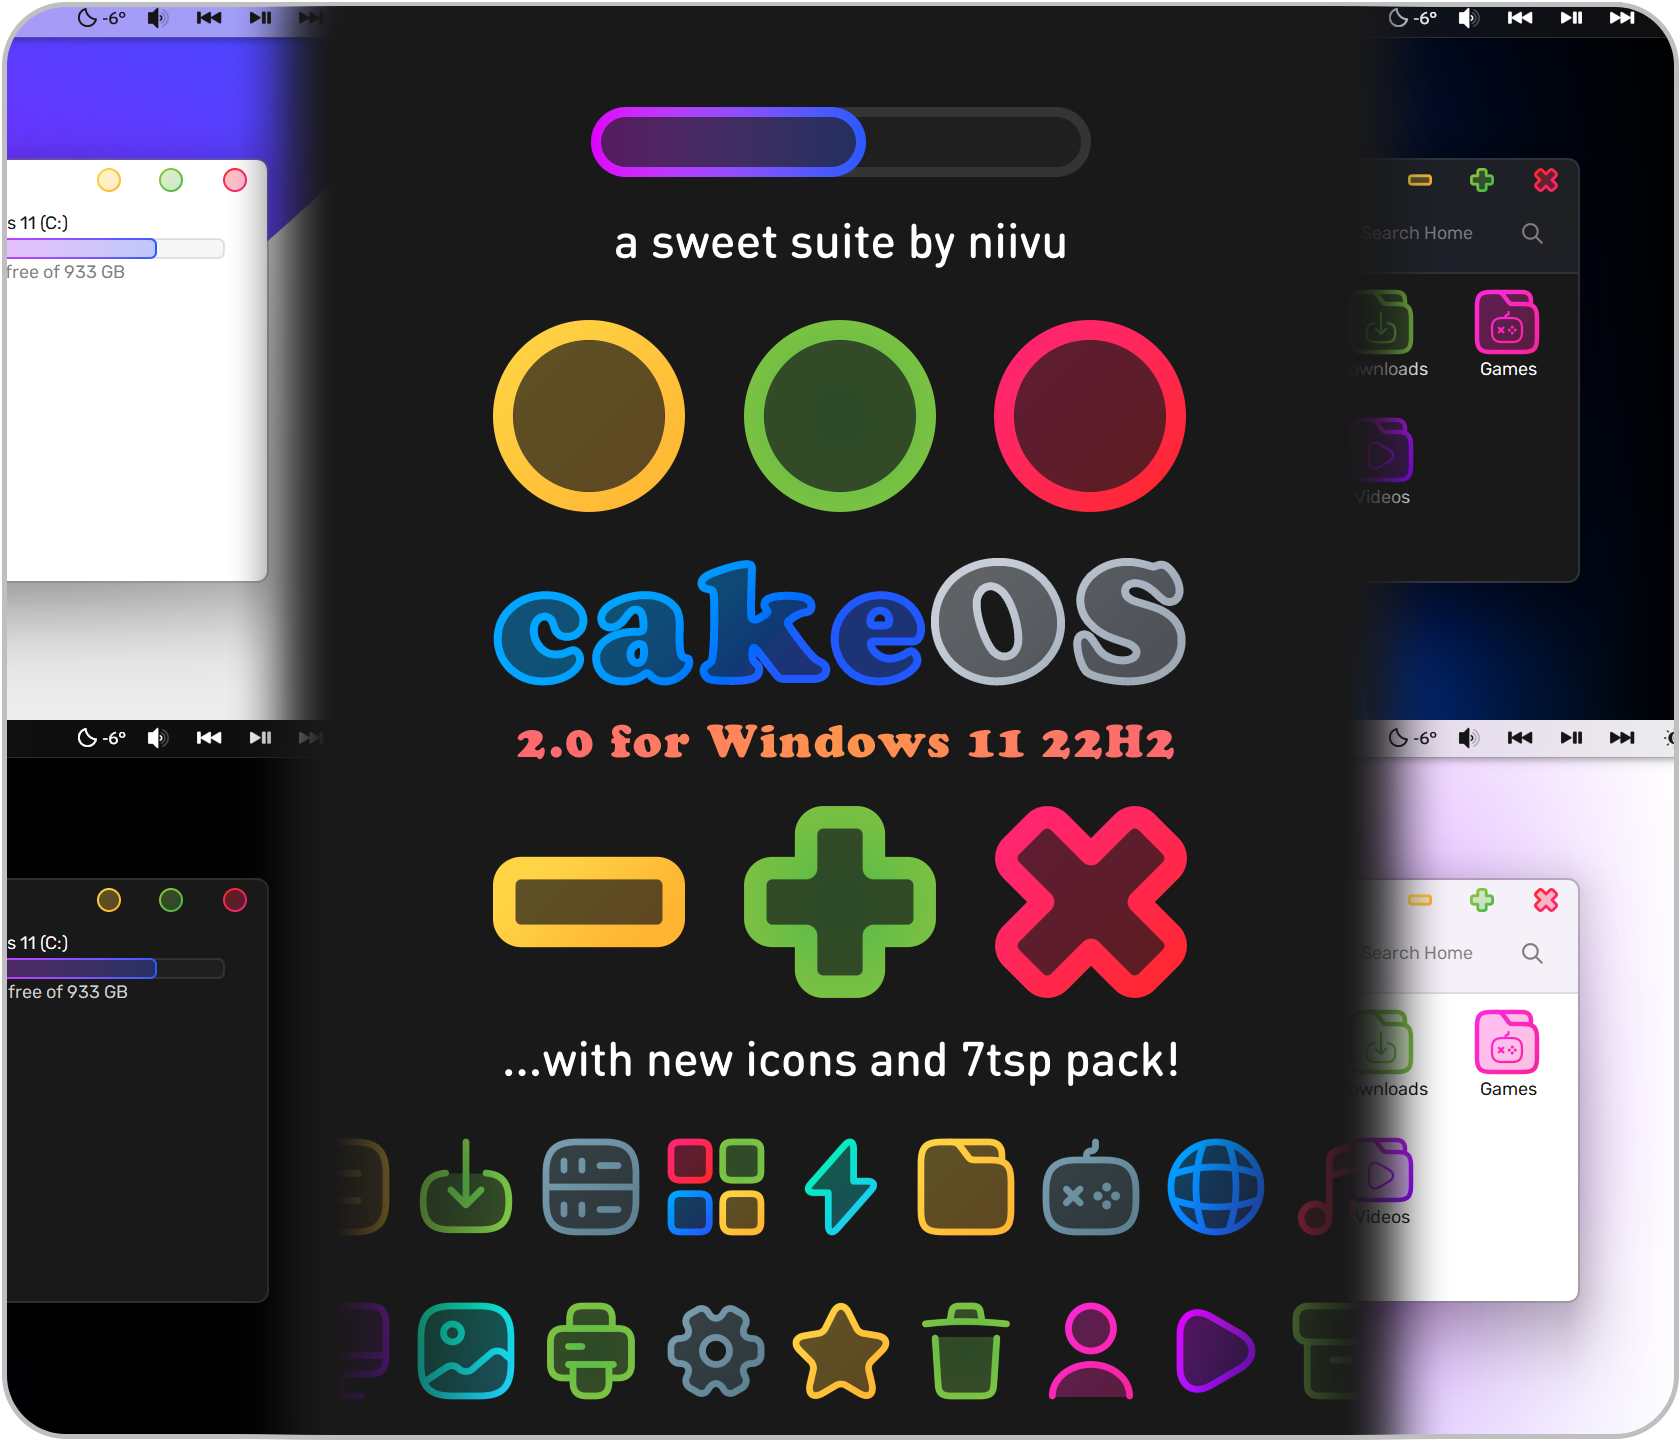 -6°
-6°
a sweet suite by niivu
s 11 (C:)
free of 933 GB
Search Home
ownloads
Games
Videos
cakeOS
2.0 for Windows 11 22H2
-6°
-6°
s 11 (C:)
free of 933 GB
Search Home
...with new icons and 7tsp pack!
ownloads
Games
Videos